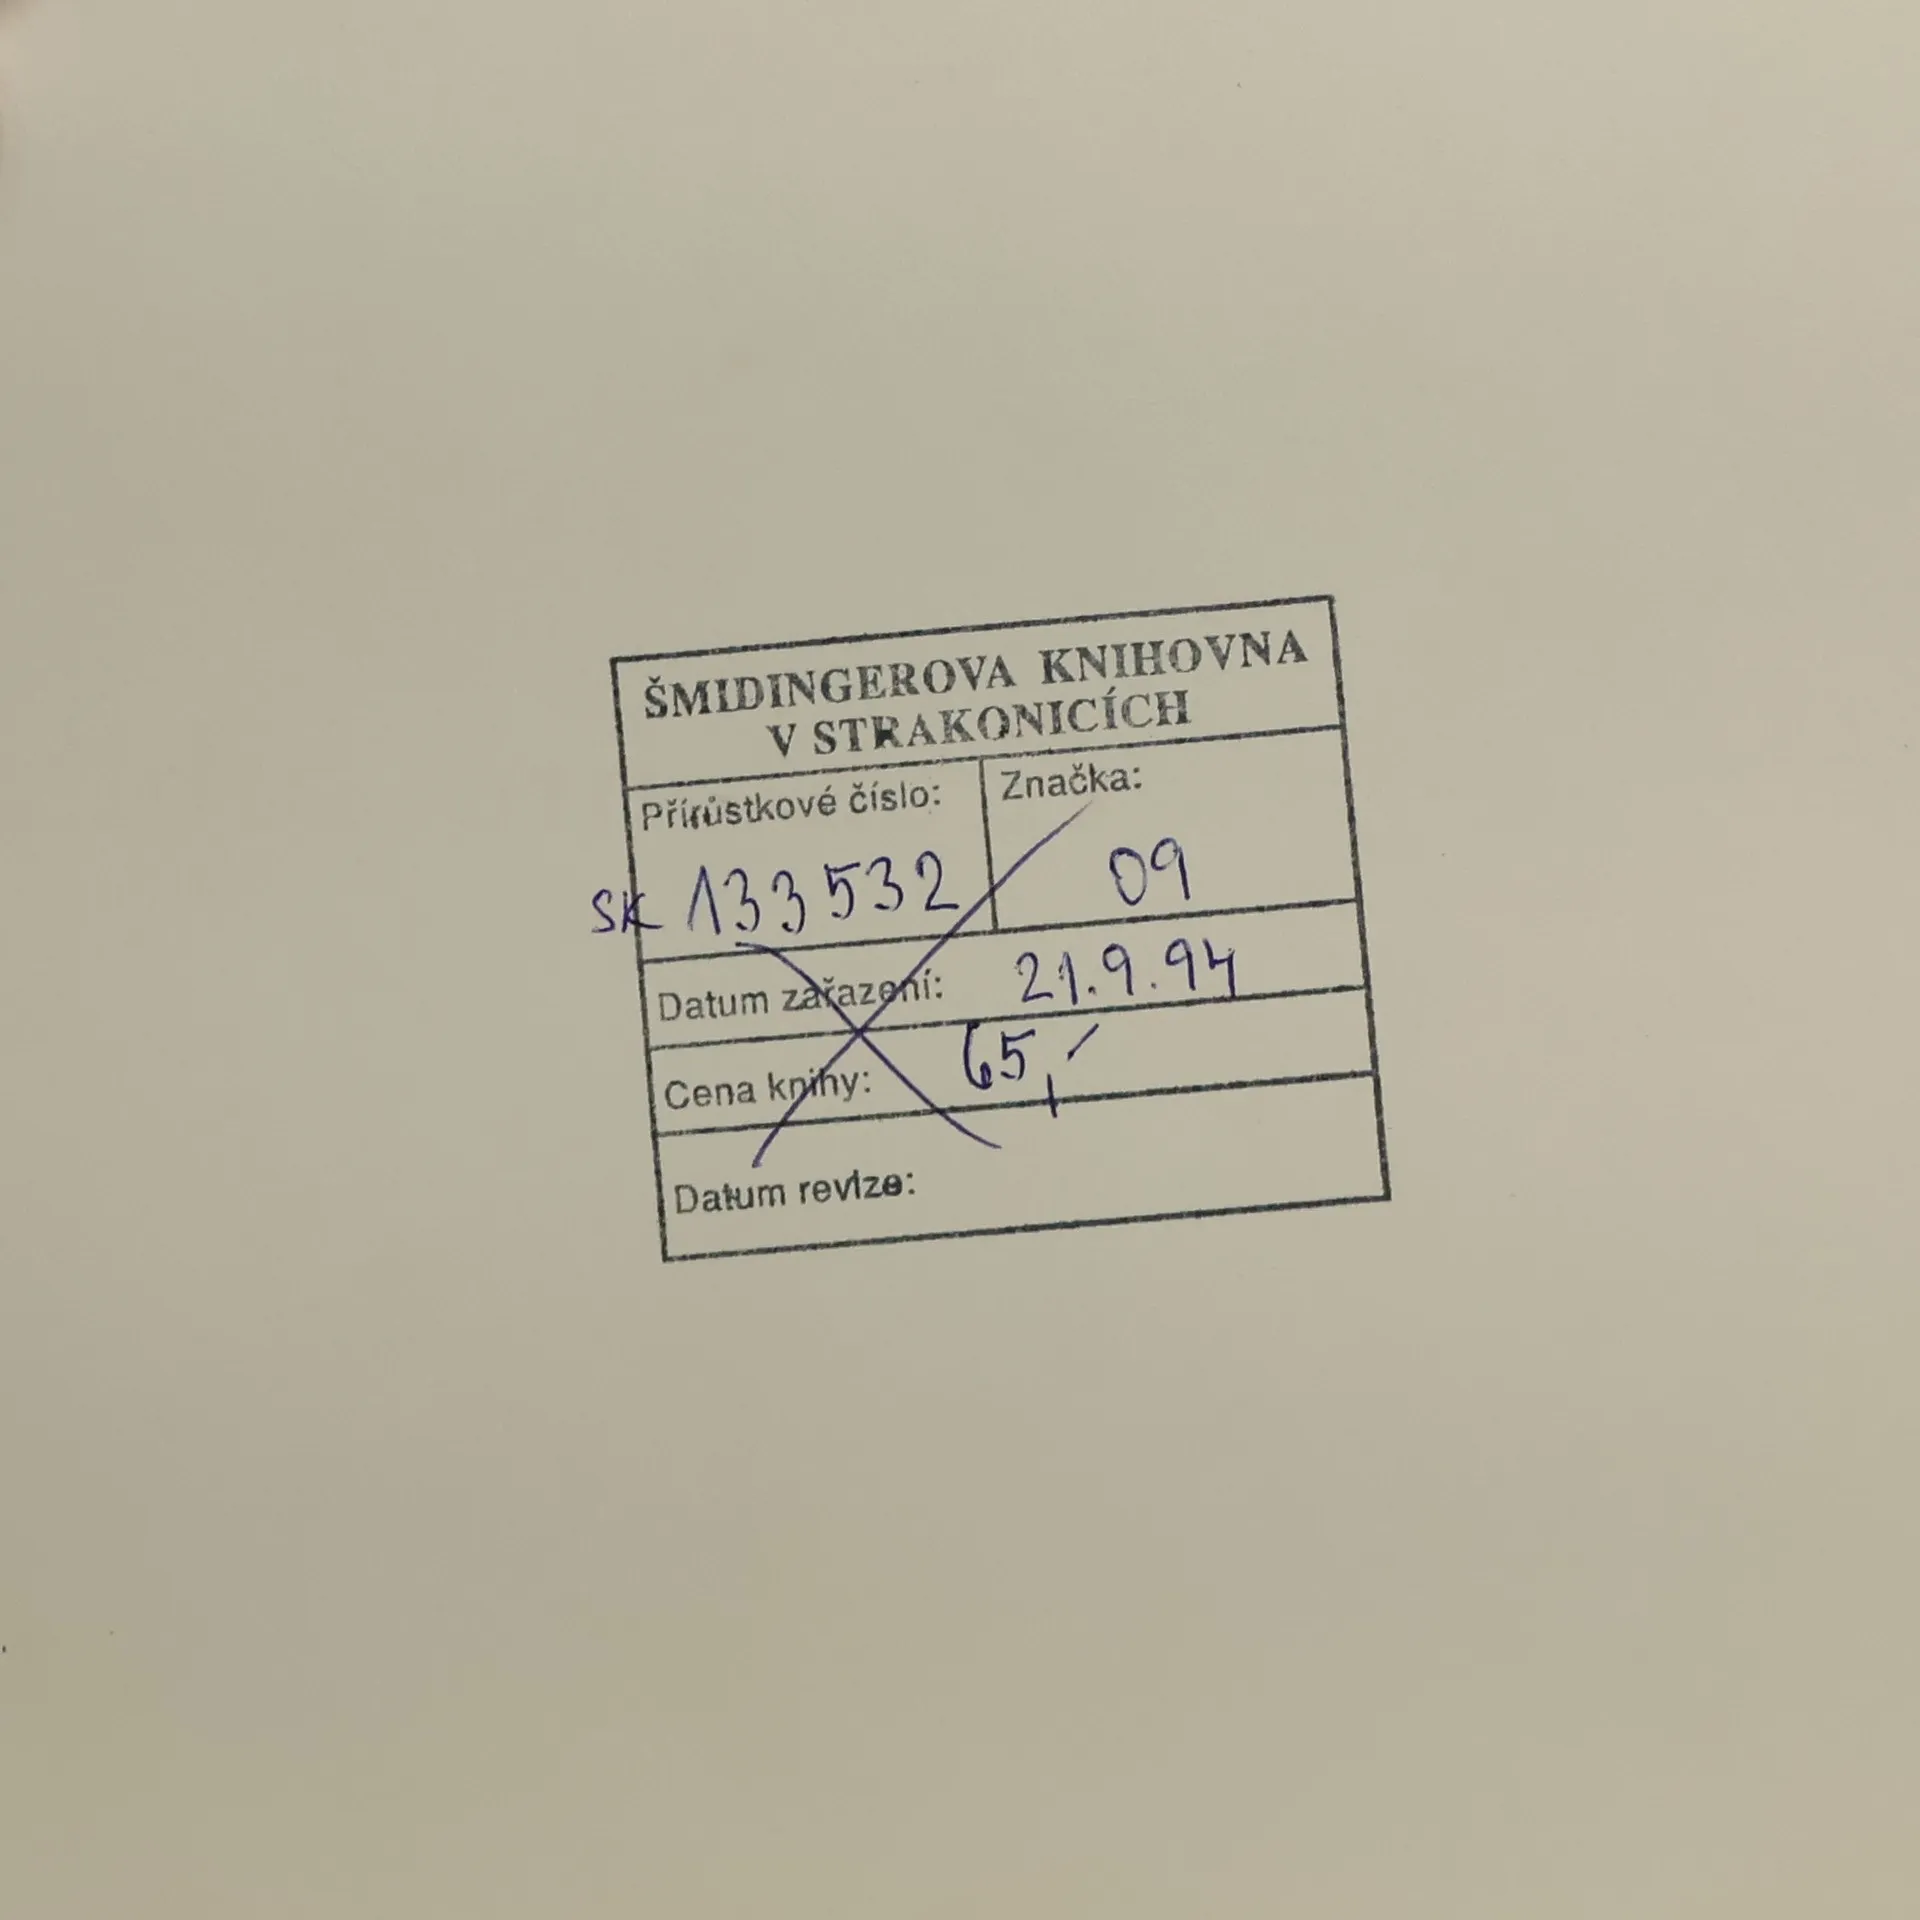 ŠMIDINGEROVA KNIHOVNA
V STRAKONICÍCH
Přírůstkové číslo:
Značka:
SK 133532
09
Datum zařazení: 21.9.94
Cena knihy: 65,-
Datum revize: